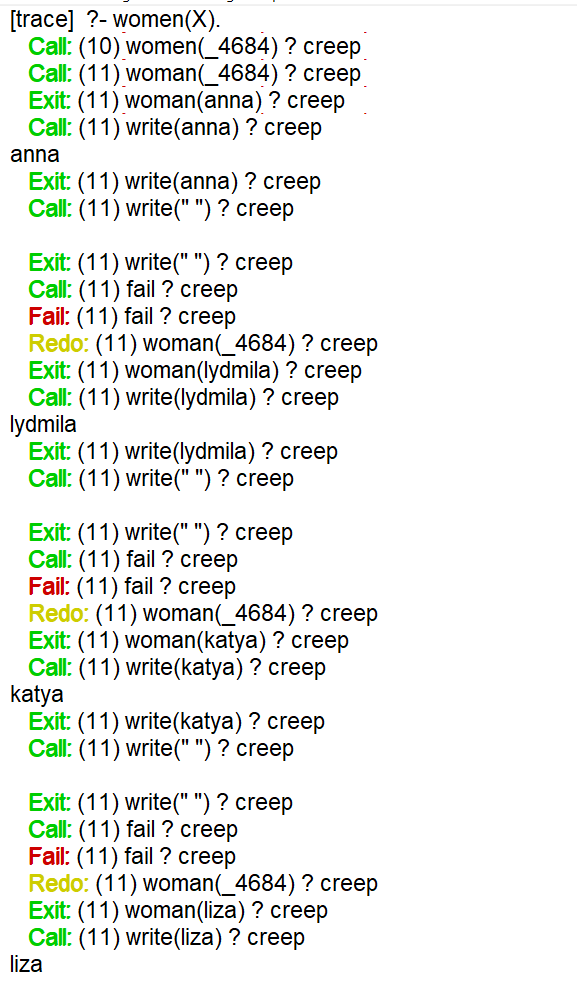 [trace]  ?- women(X).
Call: (10) women(_4684) ? creep
Call: (11) woman(_4684) ? creep
Exit: (11) woman(anna) ? creep
Call: (11) write(anna) ? creep
anna
Exit: (11) write(anna) ? creep
Call: (11) write(" ") ? creep
Exit: (11) write(" ") ? creep
Call: (11) fail ? creep
Fail: (11) fail ? creep
Redo: (11) woman(_4684) ? creep
Exit: (11) woman(lydmila) ? creep
Call: (11) write(lydmila) ? creep
lydmila
Exit: (11) write(lydmila) ? creep
Call: (11) write(" ") ? creep
Exit: (11) write(" ") ? creep
Call: (11) fail ? creep
Fail: (11) fail ? creep
Redo: (11) woman(_4684) ? creep
Exit: (11) woman(katya) ? creep
Call: (11) write(katya) ? creep
katya
Exit: (11) write(katya) ? creep
Call: (11) write(" ") ? creep
Exit: (11) write(" ") ? creep
Call: (11) fail ? creep
Fail: (11) fail ? creep
Redo: (11) woman(_4684) ? creep
Exit: (11) woman(liza) ? creep
Call: (11) write(liza) ? creep
liza